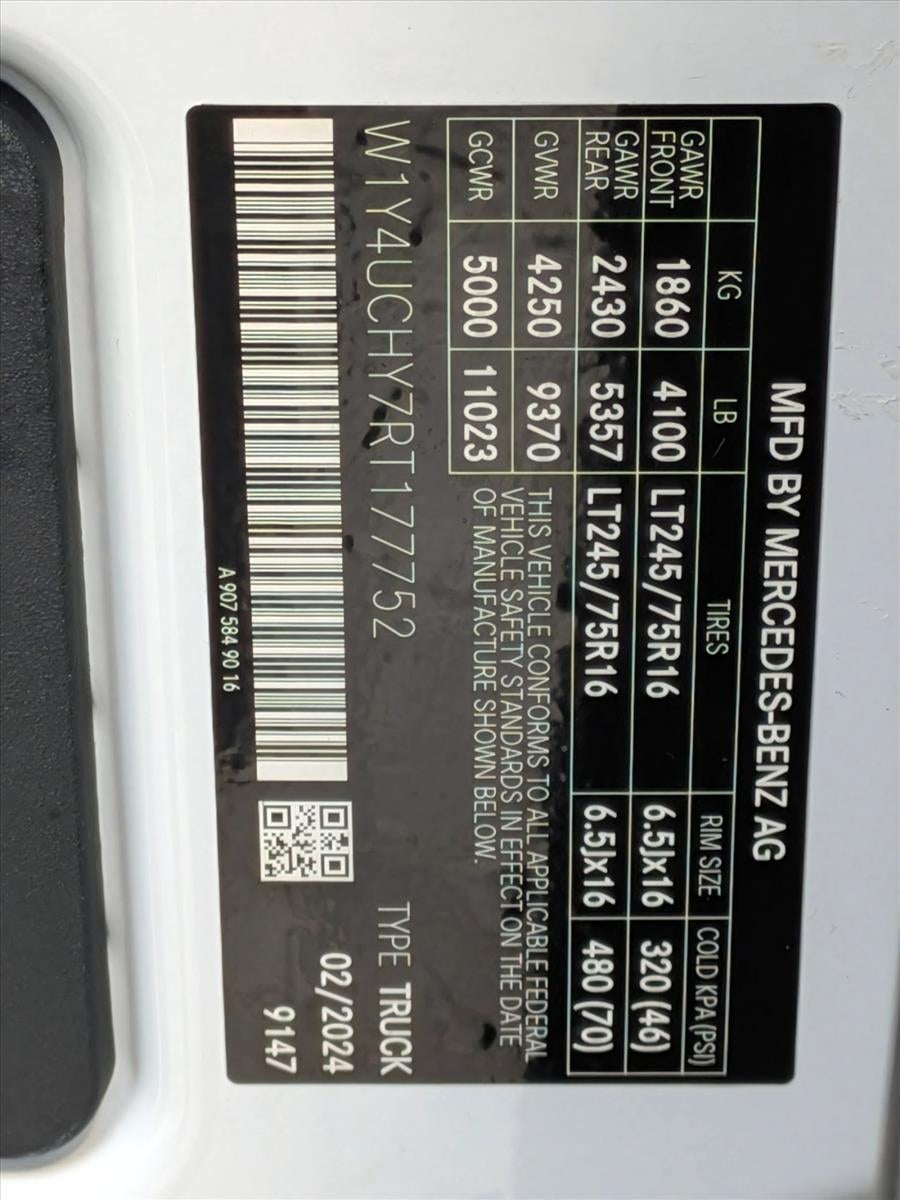 MFD BY MERCEDES-BENZ AG
KG LB TIRES RIM SIZE COLD KPA (PSI)
GAWR FRONT 1860 4100 LT245/75R16 6.5Jx16 320 (46)
GAWR REAR 2430 5357 LT245/75R16 6.5Jx16 480 (70)
GVWR 4250 9370
GCWR 5000 11023
THIS VEHICLE CONFORMS TO ALL APPLICABLE FEDERAL
VEHICLE SAFETY STANDARDS IN EFFECT ON THE DATE
OF MANUFACTURE SHOWN BELOW.
W1Y4UCHY7RT17752
TYPE TRUCK
02/2024
9147
A 907 584 90 16